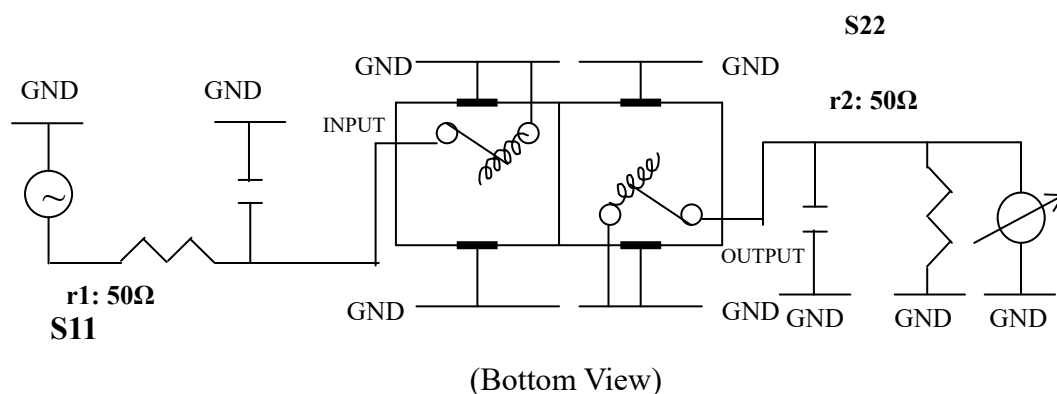 S22
GND
GND
GND
GND
r2: 50Ω
INPUT
OUTPUT
r1: 50Ω
S11
GND
GND
GND
GND
GND
(Bottom View)